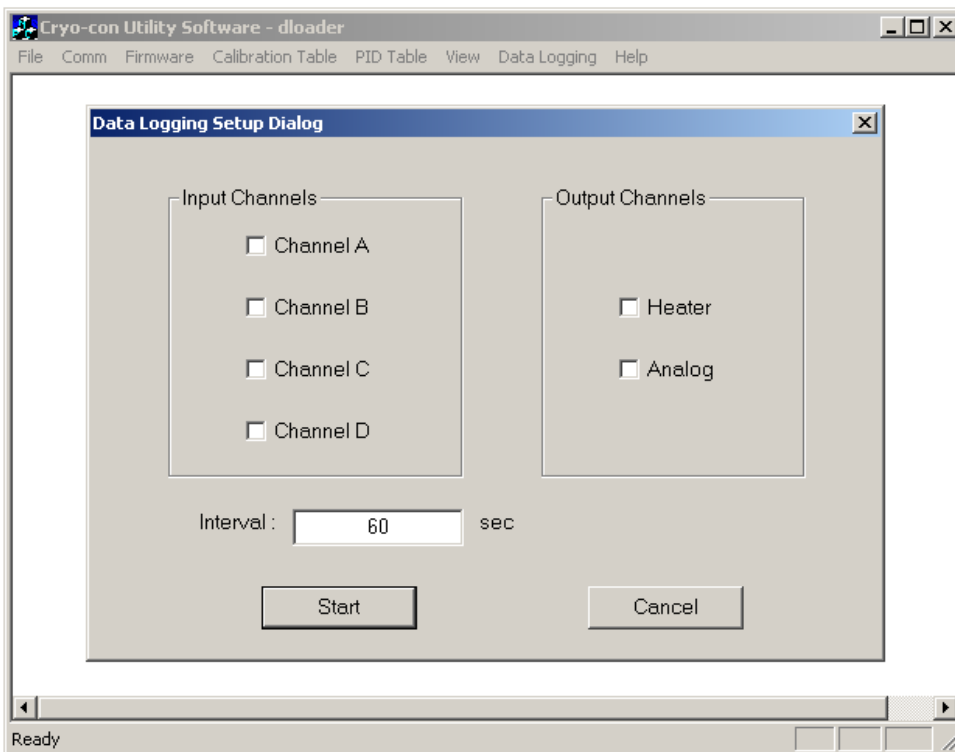 Cryo-con Utility Software - dloader
File Comm Firmware Calibration Table PID Table View Data Logging Help
Data Logging Setup Dialog
Input Channels
Channel A
Channel B
Channel C
Channel D
Output Channels
Heater
Analog
Interval : 60 sec
Start Cancel
Ready